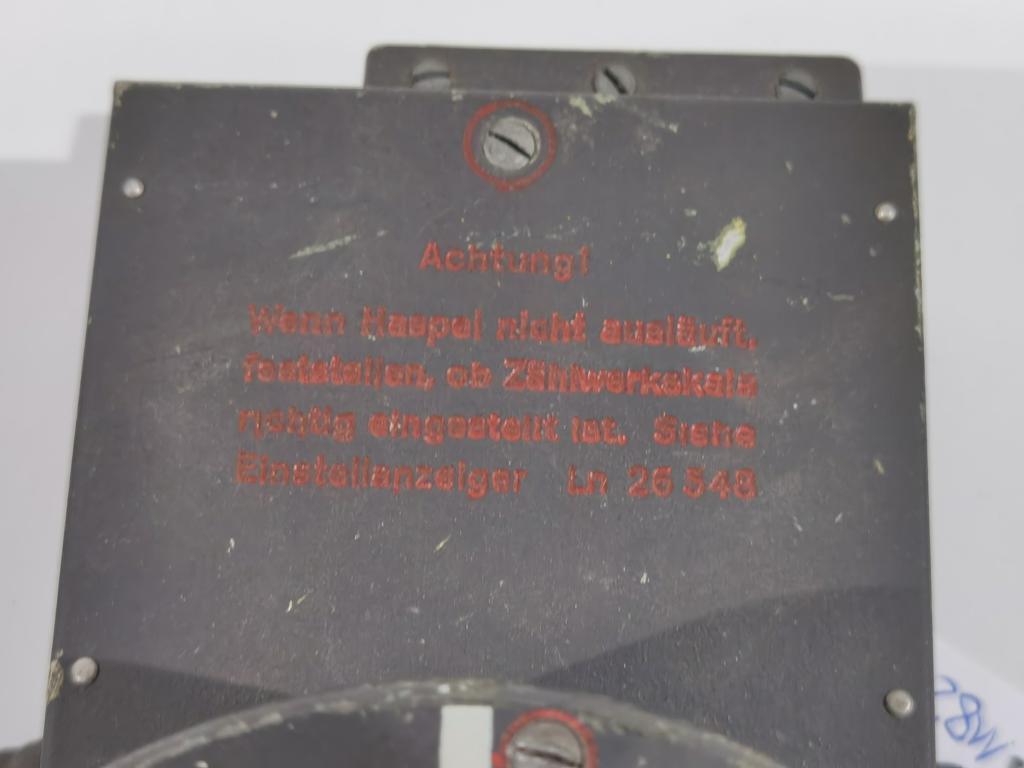 Achtung!
Wenn Haspel nicht ausläuft,
feststellen, ob Zählwerkskala
richtig eingestellt ist. Siehe
Einstellanzeiger Ln 26 548